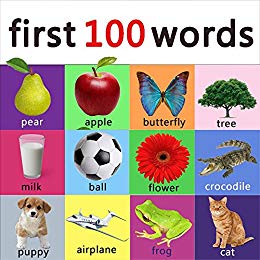 first 100 words
pear apple butterfly tree
milk ball flower crocodile
puppy airplane frog cat